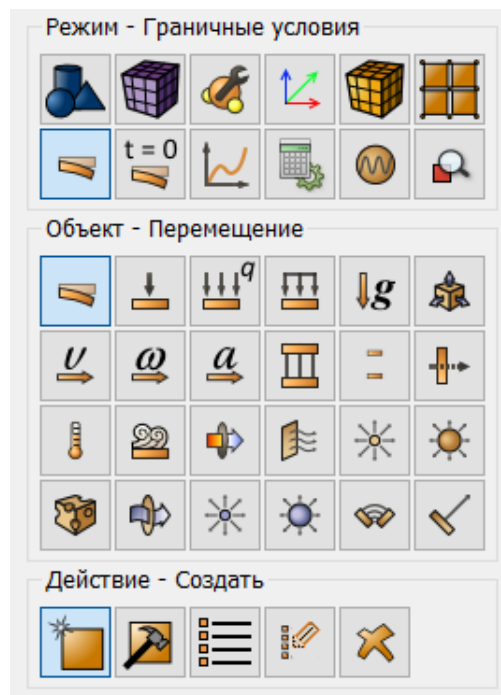 Режим - Граничные условия
t = 0
Объект - Перемещение
q
g
υ ω a
Действие - Создать